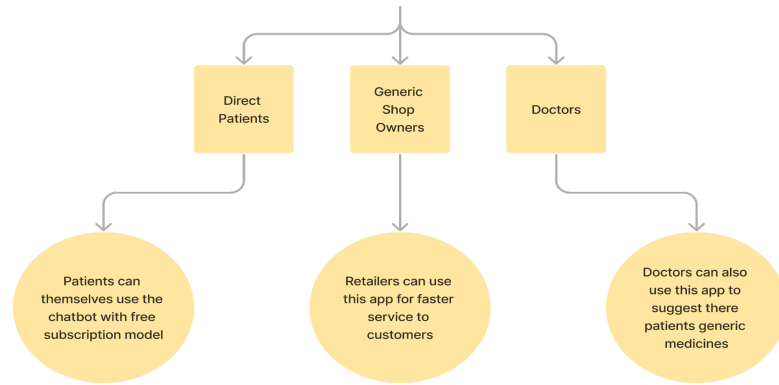 Direct
Patients
Generic
Shop
Owners
Doctors
Patients can
themselves use the
chatbot with free
subscription model
Retailers can use
this app for faster
service to
customers
Doctors can also
use this app to
suggest there
patients generic
medicines